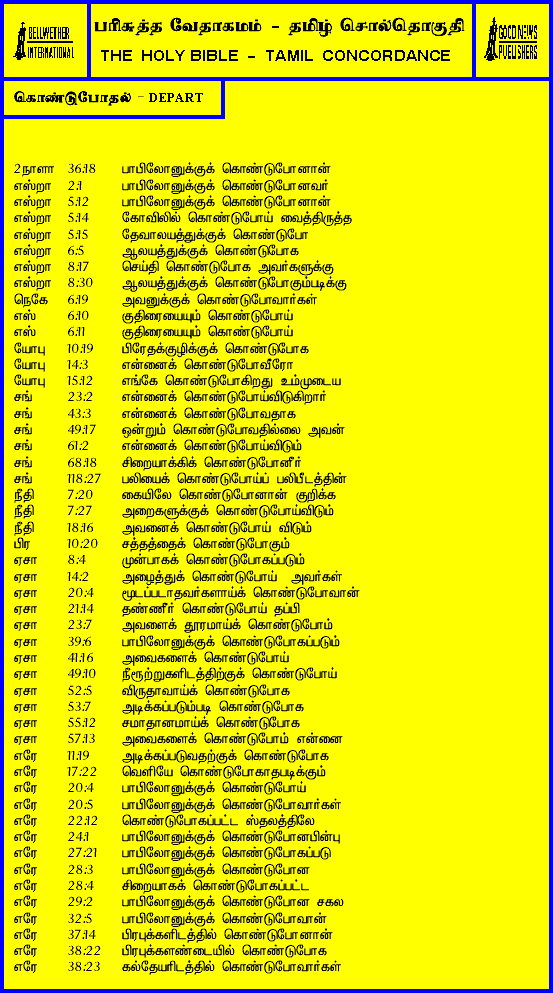 BELLWETHER
INTERNATIONAL
பரிசுத்த வேதாகமம் - தமிழ் சொல்தொகுதி
THE HOLY BIBLE - TAMIL CONCORDANCE
GOOD NEWS
PUBLISHERS
கொண்டுபோதல் - DEPART
2நாளா 36:18 பாபிலோனுக்குக் கொண்டுபோனான்
எஸ்றா 2:1 பாபிலோனுக்குக் கொண்டுபோனவர்
எஸ்றா 5:12 பாபிலோனுக்குக் கொண்டுபோனான்
எஸ்றா 5:14 கோவிலில் கொண்டுபோய் வைத்திருத்த
எஸ்றா 5:15 தேவாலயத்துக்குக் கொண்டுபோ
எஸ்றா 6:5 ஆலயத்துக்குக் கொண்டுபோக
எஸ்றா 8:17 செய்தி கொண்டுபோக அவர்களுக்கு
எஸ்றா 8:30 ஆலயத்துக்குக் கொண்டுபோகும்படிக்கு
நெகே 6:19 அவனுக்குக் கொண்டுபோவார்கள்
எஸ் 6:10 குதிரையையும் கொண்டுபோய்
எஸ் 6:11 குதிரையையும் கொண்டுபோய்
யோபு 10:19 பிரேதக்குழிக்குக் கொண்டுபோக
யோபு 14:3 என்னைக் கொண்டுபோவீரோ
யோபு 15:12 எங்கே கொண்டுபோகிறது உம்முடைய
சங் 23:2 என்னைக் கொண்டுபோய்விடுகிறார்
சங் 43:3 என்னைக் கொண்டுபோவதாக
சங் 49:17 ஒன்றும் கொண்டுபோவதில்லை அவன்
சங் 61:2 என்னைக் கொண்டுபோய்விடும்
சங் 68:18 சிறையாக்கிக் கொண்டுபோனீர்
சங் 118:27 பலியைக் கொண்டுபோய்ப் பலிபீடத்தின்
நீதி 7:20 கையிலே கொண்டுபோனான் குறிக்க
நீதி 7:27 அறைகளுக்குக் கொண்டுபோய்விடும்
நீதி 18:16 அவனைக் கொண்டுபோய் விடும்
பிர 10:20 சத்தத்தைக் கொண்டுபோகும்
ஏசா 8:4 முன்பாகக் கொண்டுபோகப்படும்
ஏசா 14:2 அழைத்துக் கொண்டுபோய் அவர்கள்
ஏசா 20:4 மூடப்படாதவர்களாய்க் கொண்டுபோவான்
ஏசா 21:14 தண்ணீர் கொண்டுபோய் தப்பி
ஏசா 23:7 அவளைக் தூரமாய்க் கொண்டுபோம்
ஏசா 39:6 பாபிலோனுக்குக் கொண்டுபோகப்படும்
ஏசா 41:16 அவைகளைக் கொண்டுபோய்
ஏசா 49:10 நீரூற்றுகளிடத்திற்குக் கொண்டுபோய்
ஏசா 52:5 விருதாவாய்க் கொண்டுபோக
ஏசா 53:7 அடிக்கப்படும்படி கொண்டுபோக
ஏசா 55:12 சமாதானமாய்க் கொண்டுபோக
ஏசா 57:13 அவைகளைக் கொண்டுபோம் என்னை
எரே 11:19 அடிக்கப்படுவதற்குக் கொண்டுபோக
எரே 17:22 வெளியே கொண்டுபோகாதபடிக்கும்
எரே 20:4 பாபிலோனுக்குக் கொண்டுபோய்
எரே 20:5 பாபிலோனுக்குக் கொண்டுபோவார்கள்
எரே 22:12 கொண்டுபோகப்பட்ட ஸ்தலத்திலே
எரே 24:1 பாபிலோனுக்குக் கொண்டுபோனபின்பு
எரே 27:21 பாபிலோனுக்குக் கொண்டுபோகப்படு
எரே 28:3 பாபிலோனுக்குக் கொண்டுபோன
எரே 28:4 சிறையாகக் கொண்டுபோகப்பட்ட
எரே 29:2 பாபிலோனுக்குக் கொண்டுபோன சகல
எரே 32:5 பாபிலோனுக்குக் கொண்டுபோவான்
எரே 37:14 பிரபுக்களிடத்தில் கொண்டுபோனான்
எரே 38:22 பிரபுக்களண்டையில் கொண்டுபோக
எரே 38:23 கல்தேயரிடத்தில் கொண்டுபோவார்கள்